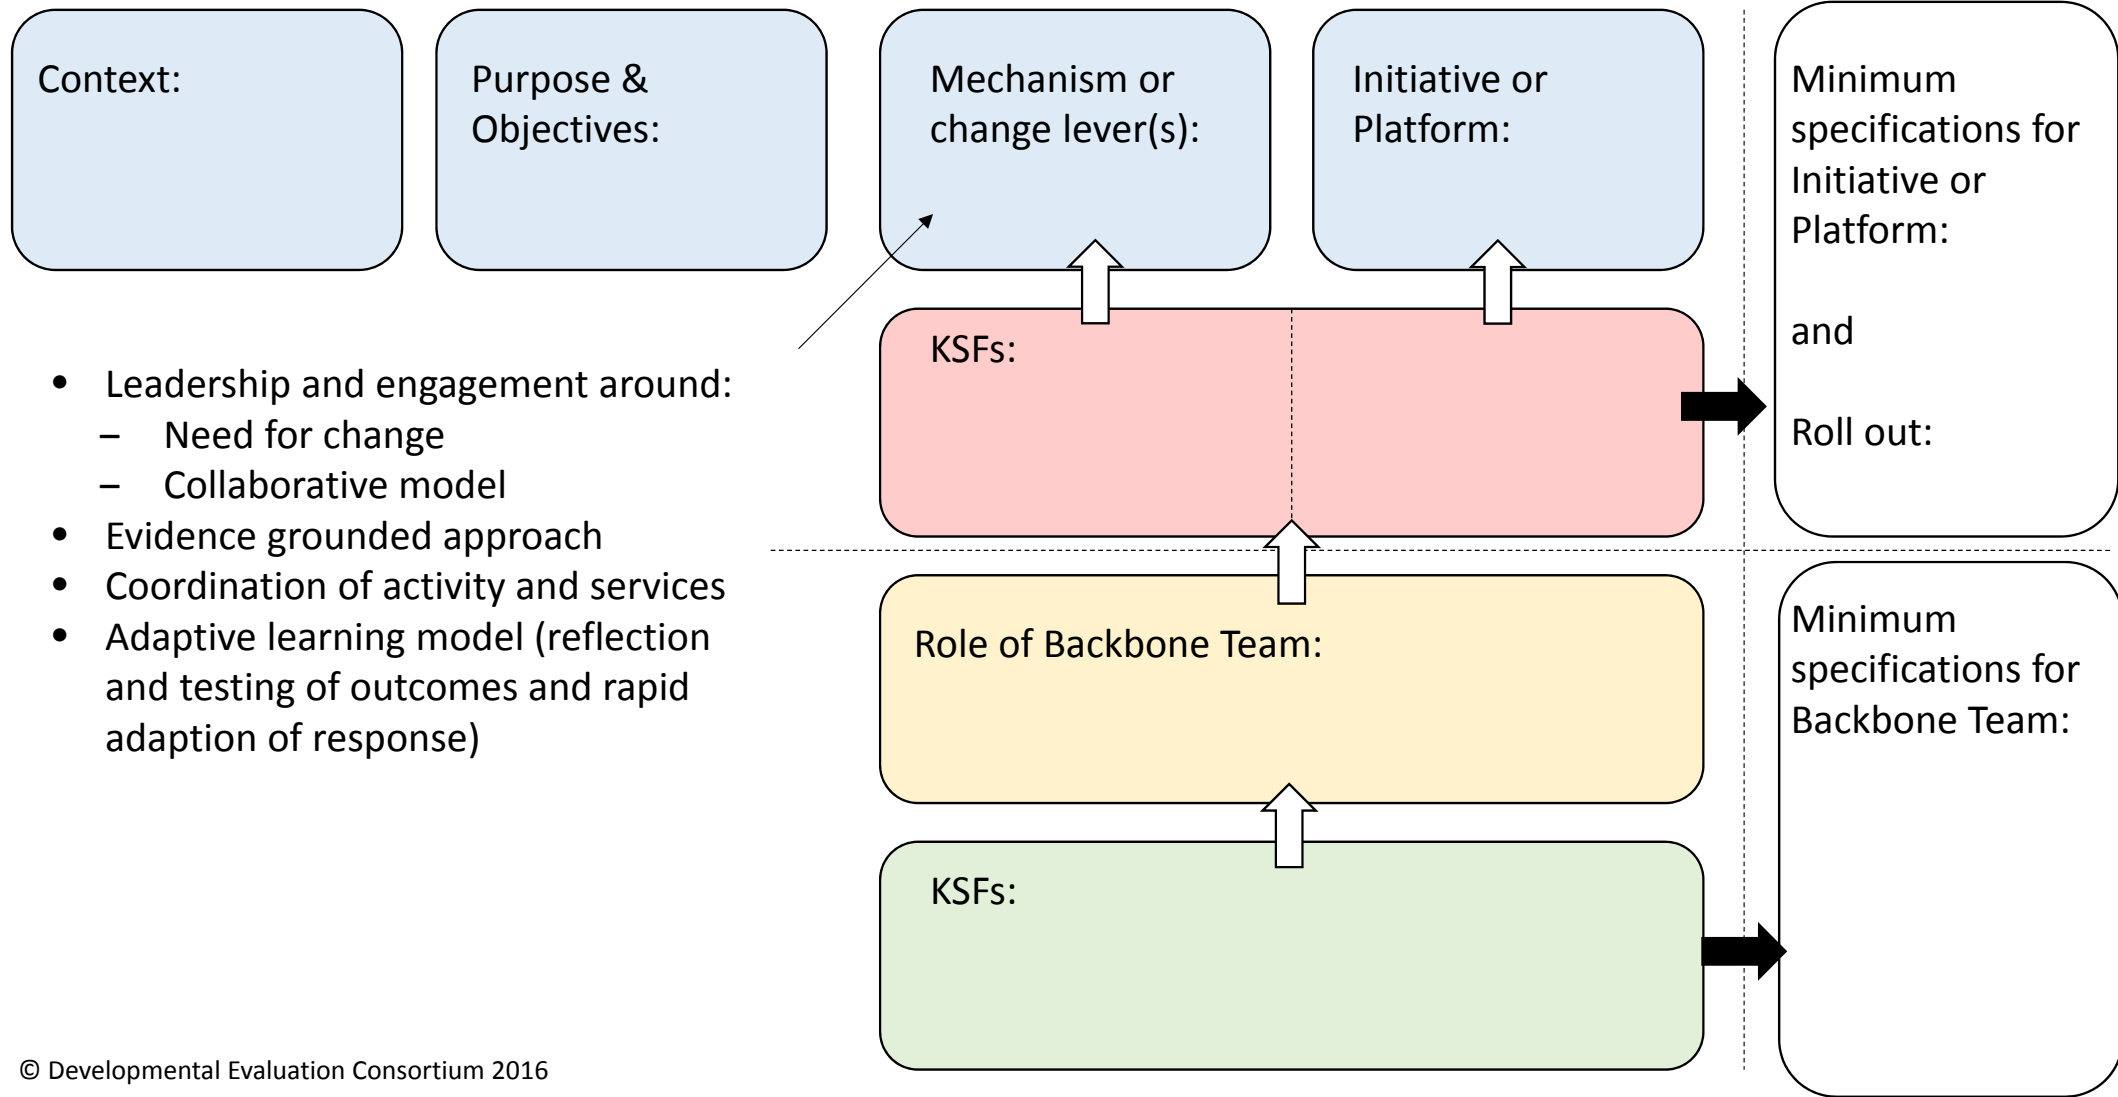 Context:
Purpose &
Objectives:
Mechanism or
change lever(s):
Initiative or
Platform:
Minimum
specifications for
Initiative or
Platform:
and
Roll out:
• Leadership and engagement around:
– Need for change
– Collaborative model
• Evidence grounded approach
• Coordination of activity and services
• Adaptive learning model (reflection
and testing of outcomes and rapid
adaption of response)
KSFs:
Role of Backbone Team:
KSFs:
Minimum
specifications for
Backbone Team:
© Developmental Evaluation Consortium 2016